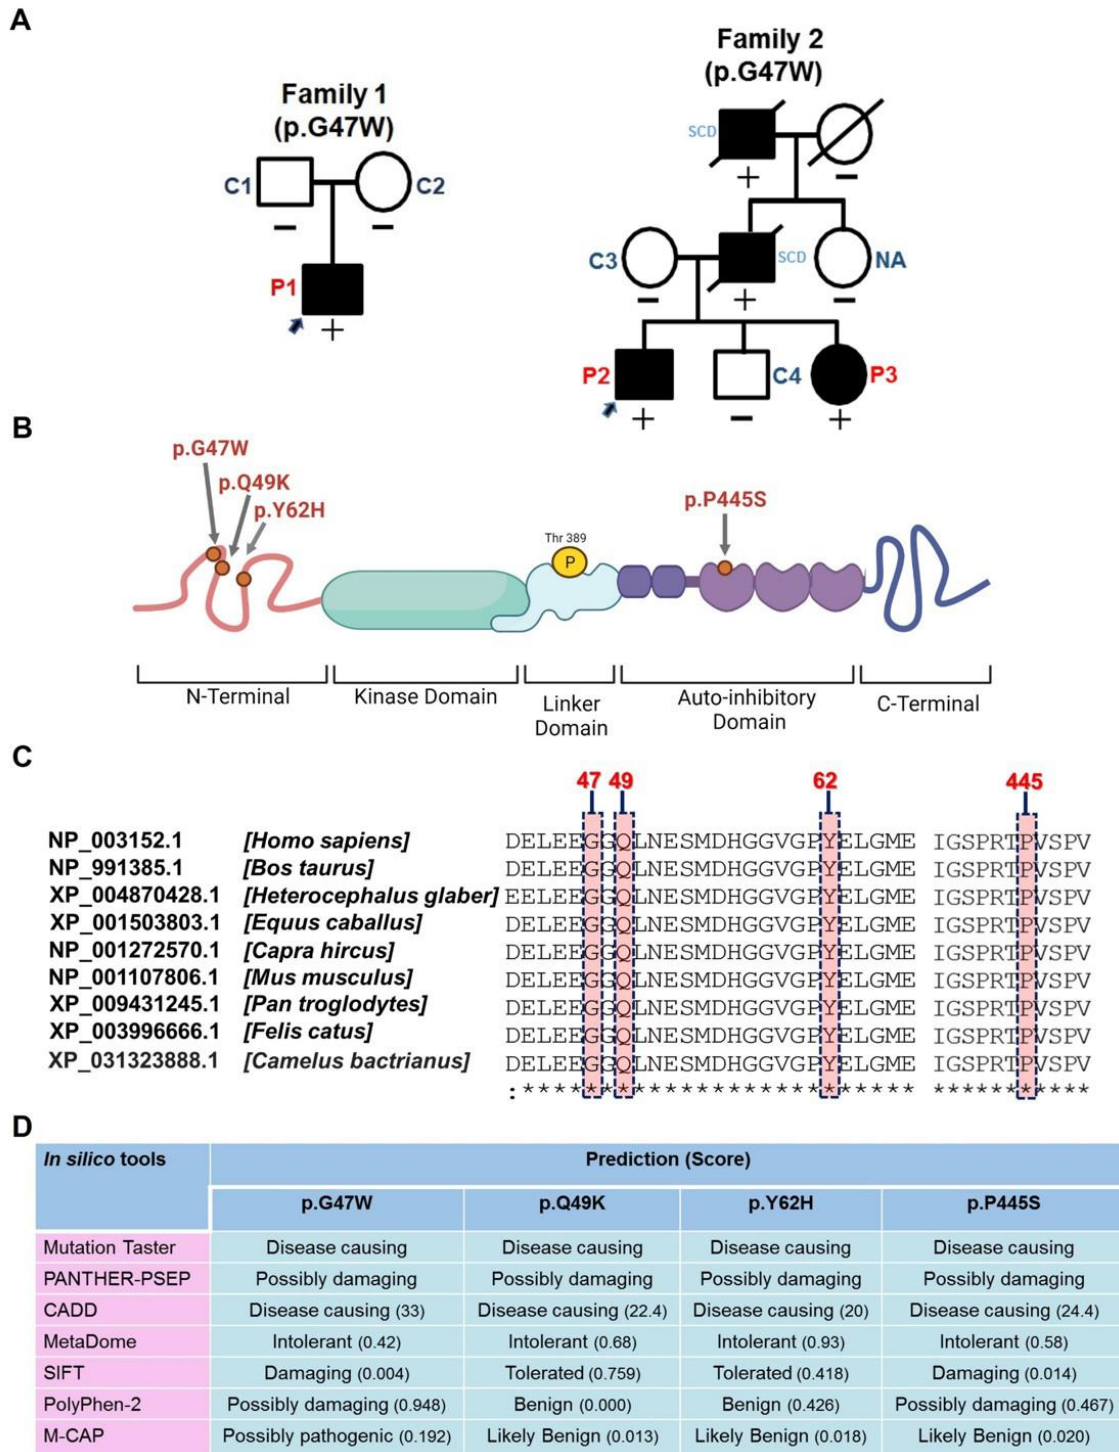 A
Family 1
(p.G47W)
C1
C2
−
−
P1
+
Family 2
(p.G47W)
SCD
+
−
C3
SCD
NA
−
+
−
P2
C4
P3
+
−
+
B
p.G47W
p.Q49K
p.Y62H
p.P445S
Thr 389
P
N-Terminal
Kinase Domain
Linker
Domain
Auto-inhibitory
Domain
C-Terminal
C
47 49 62 445
NP_003152.1 [Homo sapiens] DELEEGGQLNESMDHGGVGPYELGME IGSPRTPVSPV
NP_991385.1 [Bos taurus] DELEEGGQLNESMDHGGVGPYELGME IGSPRTPVSPV
XP_004870428.1 [Heterocephalus glaber] EELEEGGQLNESMDHGGVGPYELGME IGSPRTPVSPV
XP_001503803.1 [Equus caballus] DELEEGGQLNESMDHGGVGPYELGME IGSPRTPVSPV
NP_001272570.1 [Capra hircus] DELEEGGQLNESMDHGGVGPYELGME IGSPRTPVSPV
NP_001107806.1 [Mus musculus] DELEEGGQLNESMDHGGVGPYELGME IGSPRTPVSPV
XP_009431245.1 [Pan troglodytes] DELEEGGQLNESMDHGGVGPYELGME IGSPRTPVSPV
XP_003996666.1 [Felis catus] DELEEGGQLNESMDHGGVGPYELGME IGSPRTPVSPV
XP_031323888.1 [Camelus bactrianus] DELEEGGQLNESMDHGGVGPYELGME IGSPRTPVSPV
:************************* ***********
D
In silico tools Prediction (Score)
p.G47W p.Q49K p.Y62H p.P445S
Mutation Taster Disease causing Disease causing Disease causing Disease causing
PANTHER-PSEP Possibly damaging Possibly damaging Possibly damaging Possibly damaging
CADD Disease causing (33) Disease causing (22.4) Disease causing (20) Disease causing (24.4)
MetaDome Intolerant (0.42) Intolerant (0.68) Intolerant (0.93) Intolerant (0.58)
SIFT Damaging (0.004) Tolerated (0.759) Tolerated (0.418) Damaging (0.014)
PolyPhen-2 Possibly damaging (0.948) Benign (0.000) Benign (0.426) Possibly damaging (0.467)
M-CAP Possibly pathogenic (0.192) Likely Benign (0.013) Likely Benign (0.018) Likely Benign (0.020)